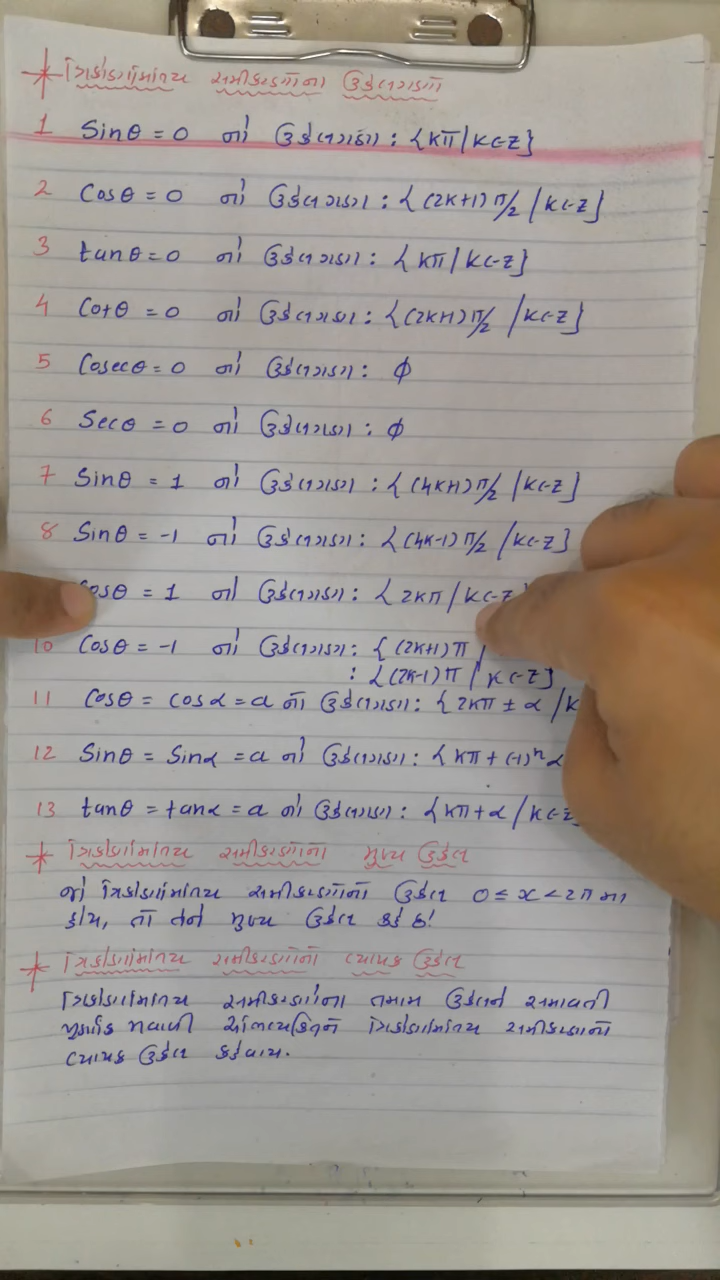 * ત્રિકોણમિતીય સમીકરણોના ઉકેલગણો
1 Sinθ = 0 નો ઉકેલગણ : {kπ/k∈Z}
2 Cosθ = 0 નો ઉકેલગણ : {(2k+1)π/2 /k∈Z}
3 tanθ = 0 નો ઉકેલગણ : {kπ/k∈Z}
4 Cotθ = 0 નો ઉકેલગણ : {(2k+1)π/2 /k∈Z}
5 Cosecθ = 0 નો ઉકેલગણ : ϕ
6 Secθ = 0 નો ઉકેલગણ : ϕ
7 Sinθ = 1 નો ઉકેલગણ : {(4k+1)π/2 /k∈Z}
8 Sinθ = -1 નો ઉકેલગણ : {(4k-1)π/2 /k∈Z}
Cosθ = 1 નો ઉકેલગણ : {2kπ/k∈Z
10 Cosθ = -1 નો ઉકેલગણ : {(2k+1)π /
: {(2k-1)π /k∈Z}
11 Cosθ = Cosα = a નો ઉકેલગણ : {2kπ ± α /k
12 Sinθ = Sinα = a નો ઉકેલગણ : {kπ + (-1)ⁿ α
13 tanθ = tanα = a નો ઉકેલગણ : {kπ+α /k∈Z
* ત્રિકોણમિતીય સમીકરણોના મુખ્ય ઉકેલ
જો ત્રિકોણમિતીય સમીકરણોનો ઉકેલ 0 ≤ x < 2π માં
હોય, તો તેને મુખ્ય ઉકેલ કહે છે.
* ત્રિકોણમિતીય સમીકરણોનો વ્યાપક ઉકેલ
ત્રિકોણમિતીય સમીકરણોના તમામ ઉકેલને સમાવતી
પૂર્ણાંક મળતી અભિવ્યક્તિને ત્રિકોણમિતીય સમીકરણનો
વ્યાપક ઉકેલ કહેવાય.